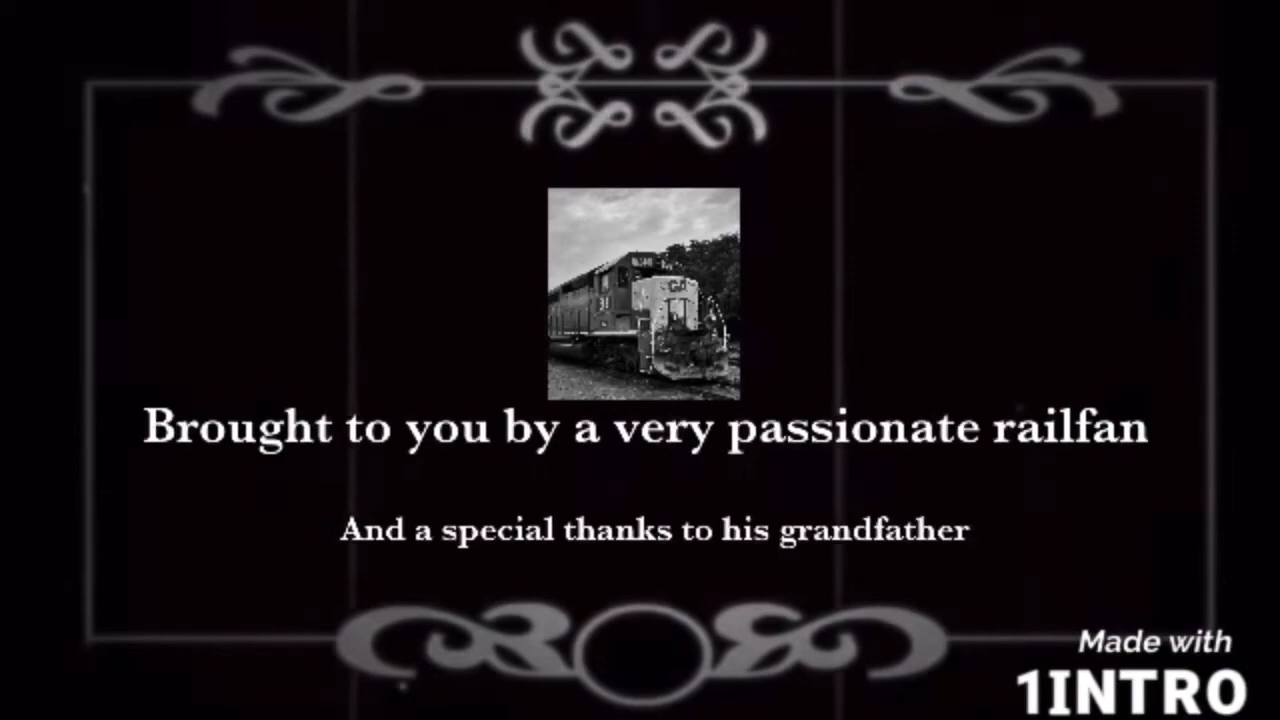 Brought to you by a very passionate railfan
And a special thanks to his grandfather
Made with
1INTRO